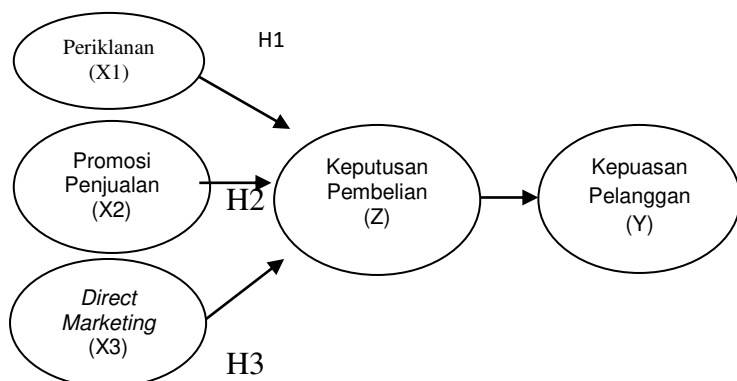 Periklanan
(X1)
H1
Promosi
Penjualan
(X2)
H2
Keputusan
Pembelian
(Z)
Kepuasan
Pelanggan
(Y)
Direct
Marketing
(X3)
H3